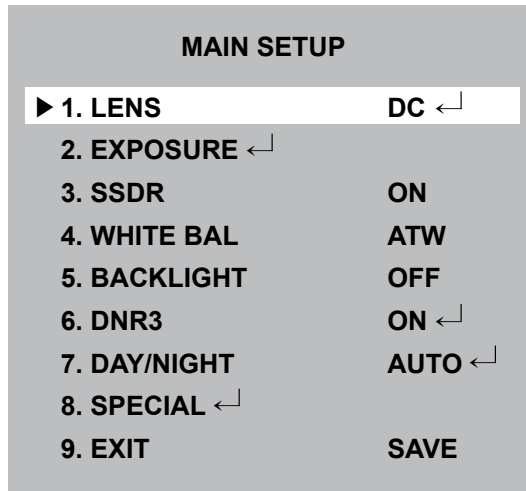 MAIN SETUP
▶ 1. LENS DC ↵
2. EXPOSURE ↵
3. SSDR ON
4. WHITE BAL ATW
5. BACKLIGHT OFF
6. DNR3 ON ↵
7. DAY/NIGHT AUTO ↵
8. SPECIAL ↵
9. EXIT SAVE